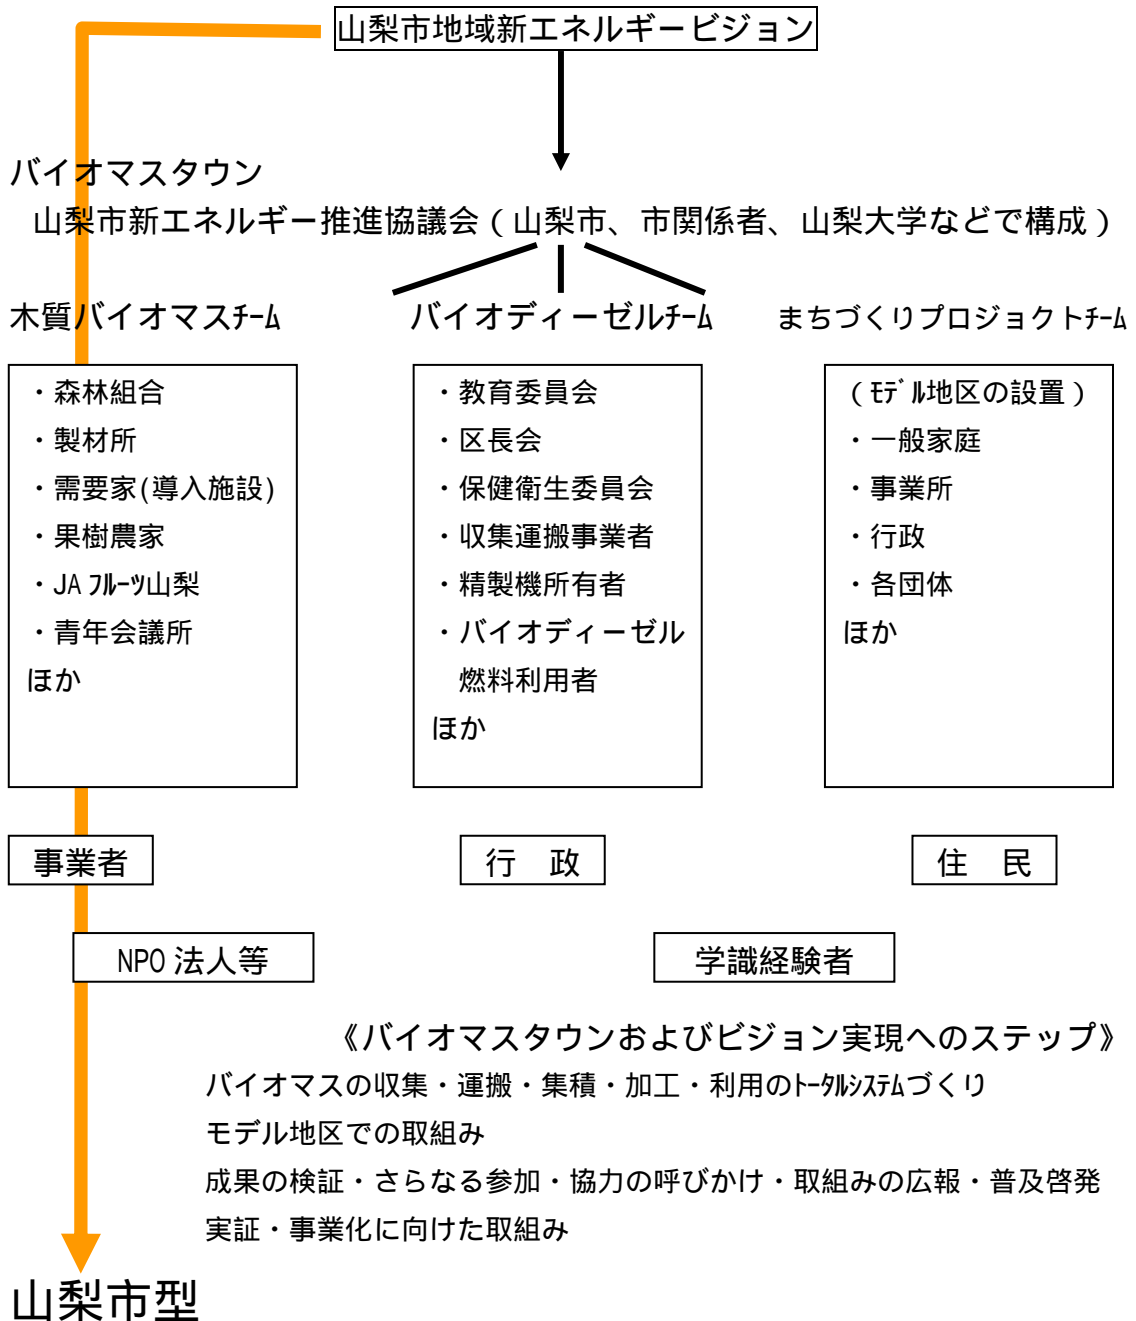 山梨市地域新エネルギービジョン
バイオマスタウン
山梨市新エネルギー推進協議会（山梨市、市関係者、山梨大学などで構成）
木質バイオマスﾁｰﾑ
・森林組合
・製材所
・需要家(導入施設)
・果樹農家
・JA ﾌﾙｰﾂ山梨
・青年会議所
ほか
バイオディーゼルﾁｰﾑ
・教育委員会
・区長会
・保健衛生委員会
・収集運搬事業者
・精製機所有者
・バイオディーゼル
燃料利用者
ほか
まちづくりプロジェクトﾁｰﾑ
（ﾓﾃﾞﾙ地区の設置）
・一般家庭
・事業所
・行政
・各団体
ほか
事業者
行　政
住　民
NPO 法人等
学識経験者
《バイオマスタウンおよびビジョン実現へのステップ》
バイオマスの収集・運搬・集積・加工・利用のﾄｰﾀﾙｼｽﾃﾑづくり
モデル地区での取組み
成果の検証・さらなる参加・協力の呼びかけ・取組みの広報・普及啓発
実証・事業化に向けた取組み
山梨市型